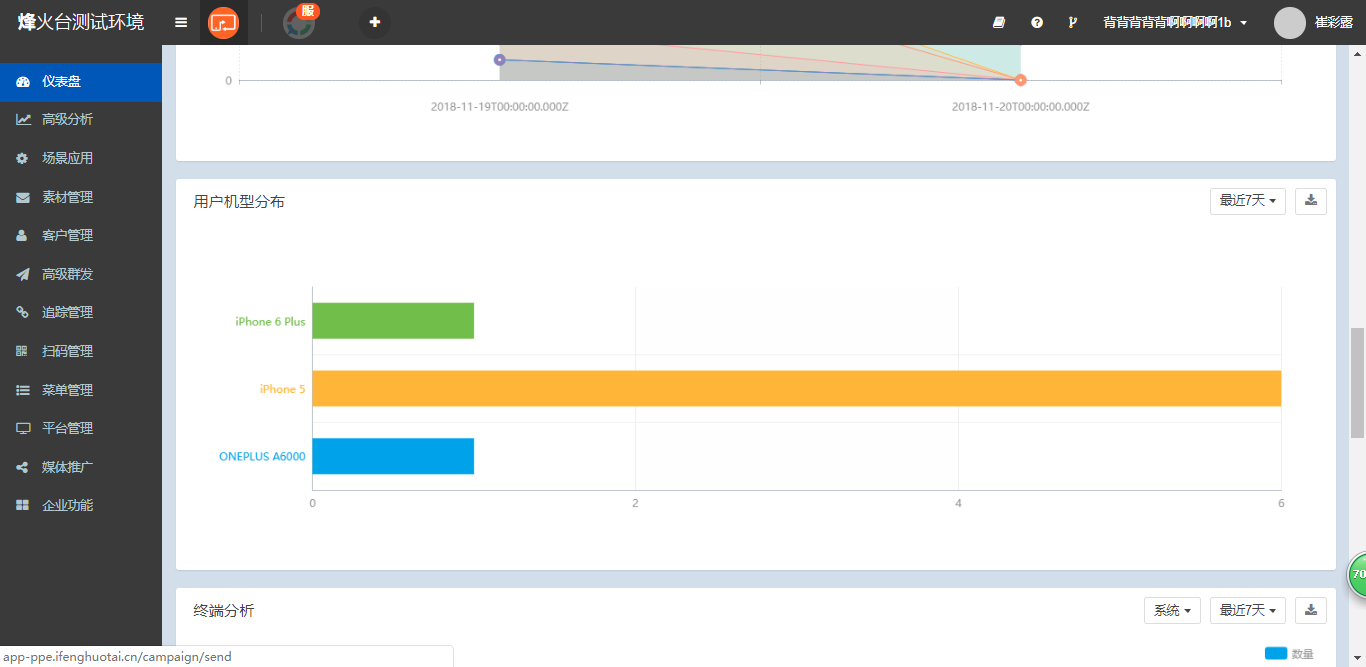 烽火台测试环境
服
背背背背背啊啊啊啊1b
崔彩露
仪表盘
高级分析
场景应用
素材管理
客户管理
高级群发
追踪管理
扫码管理
菜单管理
平台管理
媒体推广
企业功能
0
2018-11-19T00:00:00.000Z
2018-11-20T00:00:00.000Z
用户机型分布
最近7天
iPhone 6 Plus
iPhone 5
ONEPLUS A6000
0 2 4 6
70
终端分析
系统
最近7天
数量
app-ppe.ifenghuotai.cn/campaign/send